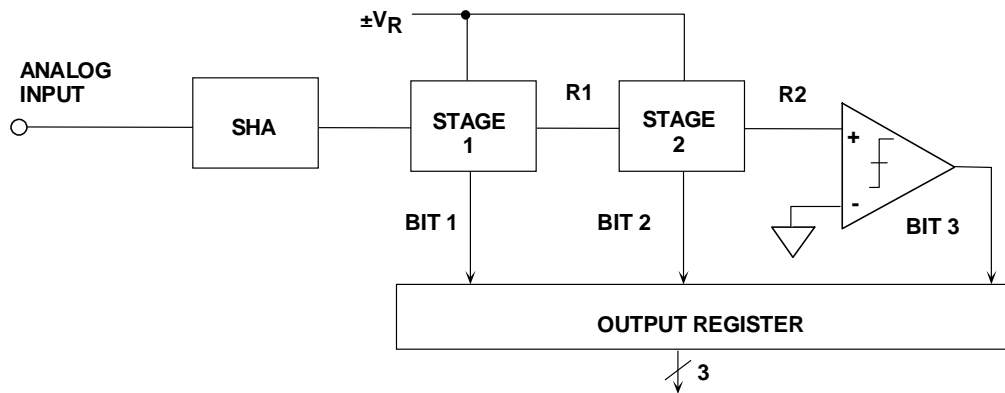 ±VR
ANALOG
INPUT
SHA
STAGE
1
R1
STAGE
2
R2
+
-
BIT 1
BIT 2
BIT 3
OUTPUT REGISTER
3